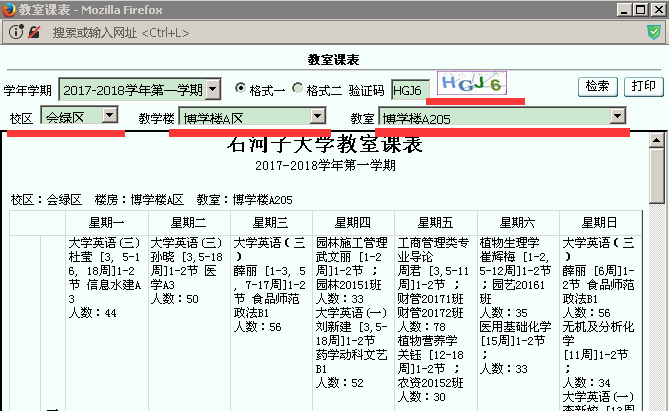 教室课表 - Mozilla Firefox
搜索或输入网址 <Ctrl+L>
教室课表
学年学期 2017-2018学年第一学期 格式一 格式二 验证码 HGJ6 HGJ6 检索 打印
校区 会绿区 教学楼 博学楼A区 教室 博学楼A205
石河子大学教室课表
2017-2018学年第一学期
校区：会绿区 楼房：博学楼A区 教室：博学楼A205
星期一 星期二 星期三 星期四 星期五 星期六 星期日
大学英语(三)
杜莹 [3, 5-1
6, 18周]1-2
节 信息水建A
3
人数：44
大学英语(三)
孙晓 [3,5-18
周]1-2节 医
学A3
人数：50
大学英语(三
)
薛丽 [1-3, 5
, 7-17周]1-2
节 食品师范
政法B1
人数：56
园林施工管理
武文丽 [1-2
周]1-2节 ；
园林20151班
人数：33
大学英语(一)
刘新建 [3,5-
18周]1-2节
药学动科文艺
B1
人数：52
工商管理类专
业导论
周君 [3,5-11
周]1-2节 ；
财管20171班
财管20172班
人数：78
植物营养学
关钰 [12-18
周]1-2节 ；
农资20152班
人数：30
植物生理学
崔辉梅 [1-2,
5-12周]1-2节
；园艺20161
班
人数：35
医用基础化学
[15周]1-2节
；
人数：33
大学英语(三
)
薛丽 [6周]1-
2节 食品师范
政法B1
人数：56
无机及分析化
学
[11周]1-2节
；
人数：34
大学英语(一)
一